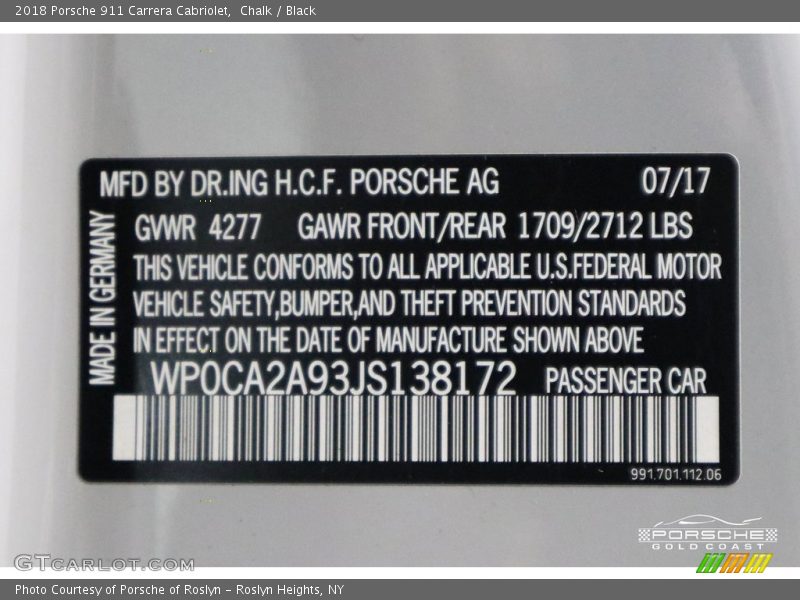 2018 Porsche 911 Carrera Cabriolet,  Chalk / Black
MFD BY DR.ING H.C.F. PORSCHE AG 07/17
MADE IN GERMANY
GVWR 4277 GAWR FRONT/REAR 1709/2712 LBS
THIS VEHICLE CONFORMS TO ALL APPLICABLE U.S.FEDERAL MOTOR
VEHICLE SAFETY,BUMPER,AND THEFT PREVENTION STANDARDS
IN EFFECT ON THE DATE OF MANUFACTURE SHOWN ABOVE
WP0CA2A93JS138172 PASSENGER CAR
991.701.112.06
PORSCHE
GOLD COAST
GTCARLOT.COM
Photo Courtesy of Porsche of Roslyn – Roslyn Heights, NY